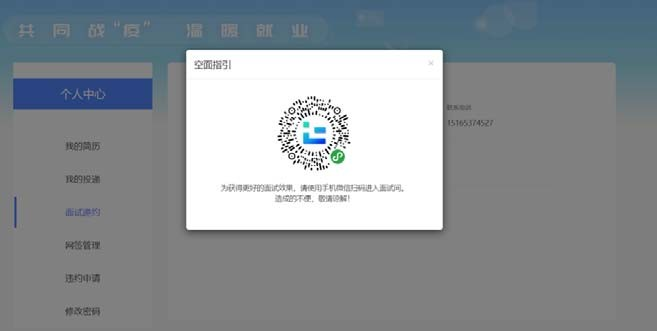 共同战“疫” 温暖就业
空面指引 ×
个人中心
联系电话
15165374527
我的简历
我的投递
为获得更好的面试效果，请使用手机微信扫码进入面试间。
造成的不便，敬请谅解！
面试邀约
网签管理
违约申请
修改密码